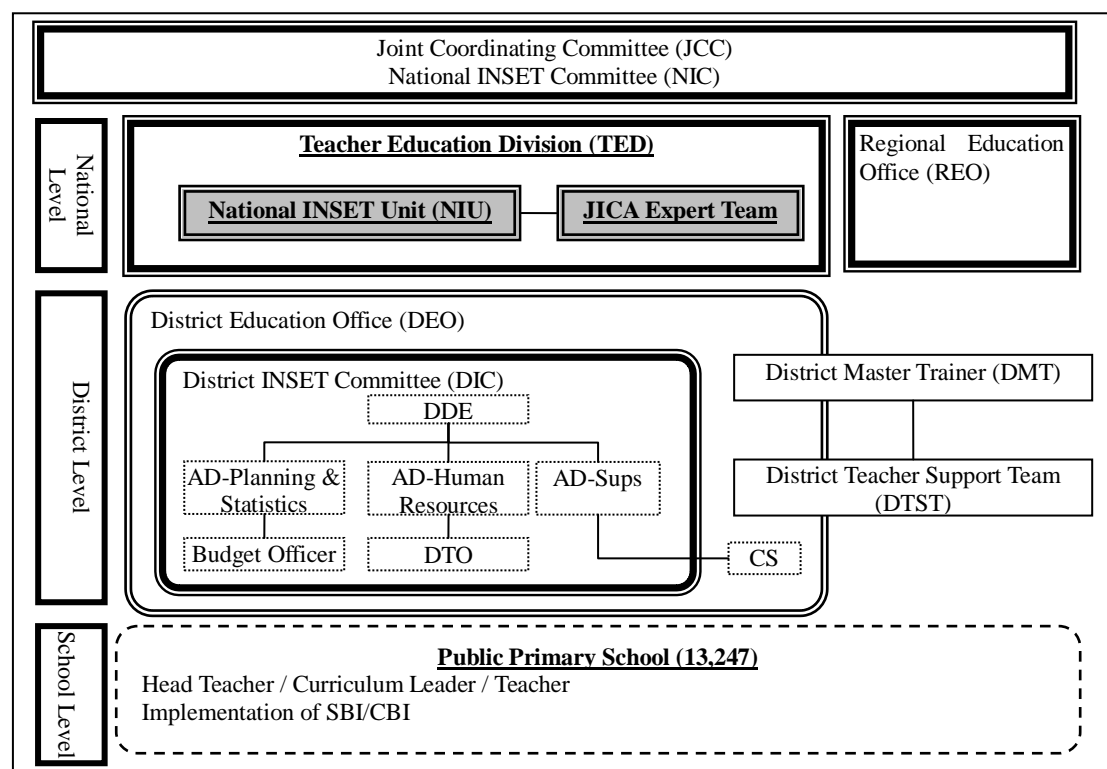 Joint Coordinating Committee (JCC)
National INSET Committee (NIC)
National
Level
Teacher Education Division (TED)
National INSET Unit (NIU)
JICA Expert Team
Regional Education
Office (REO)
District Level
District Education Office (DEO)
District INSET Committee (DIC)
DDE
AD-Planning &
Statistics
AD-Human
Resources
AD-Sups
Budget Officer
DTO
CS
District Master Trainer (DMT)
District Teacher Support Team
(DTST)
School Level
Public Primary School (13,247)
Head Teacher / Curriculum Leader / Teacher
Implementation of SBI/CBI